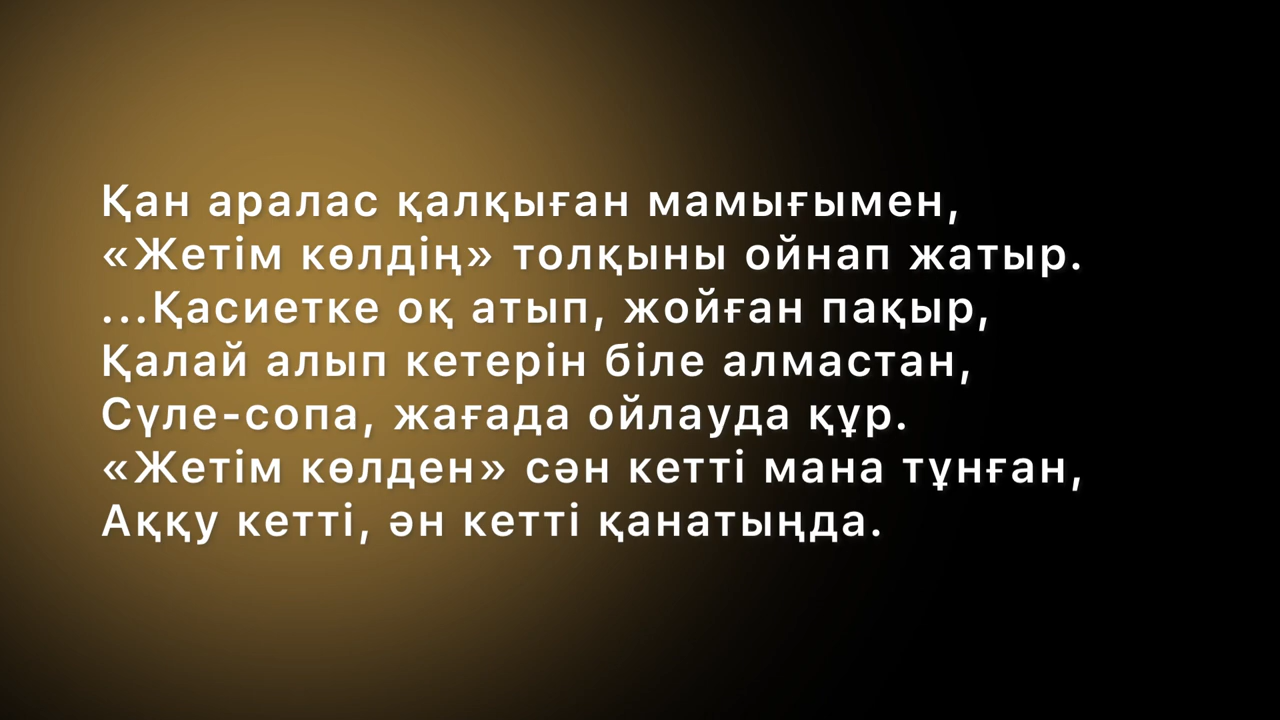 Қан аралас қалқыған мамығымен,
«Жетім көлдің» толқыны ойнап жатыр.
...Қасиетке оқ атып, жойған пақыр,
Қалай алып кетерін біле алмастан,
Сүле-сопа, жағада ойлауда құр.
«Жетім көлден» сән кетті мана тұнған,
Аққу кетті, ән кетті қанатыңда.